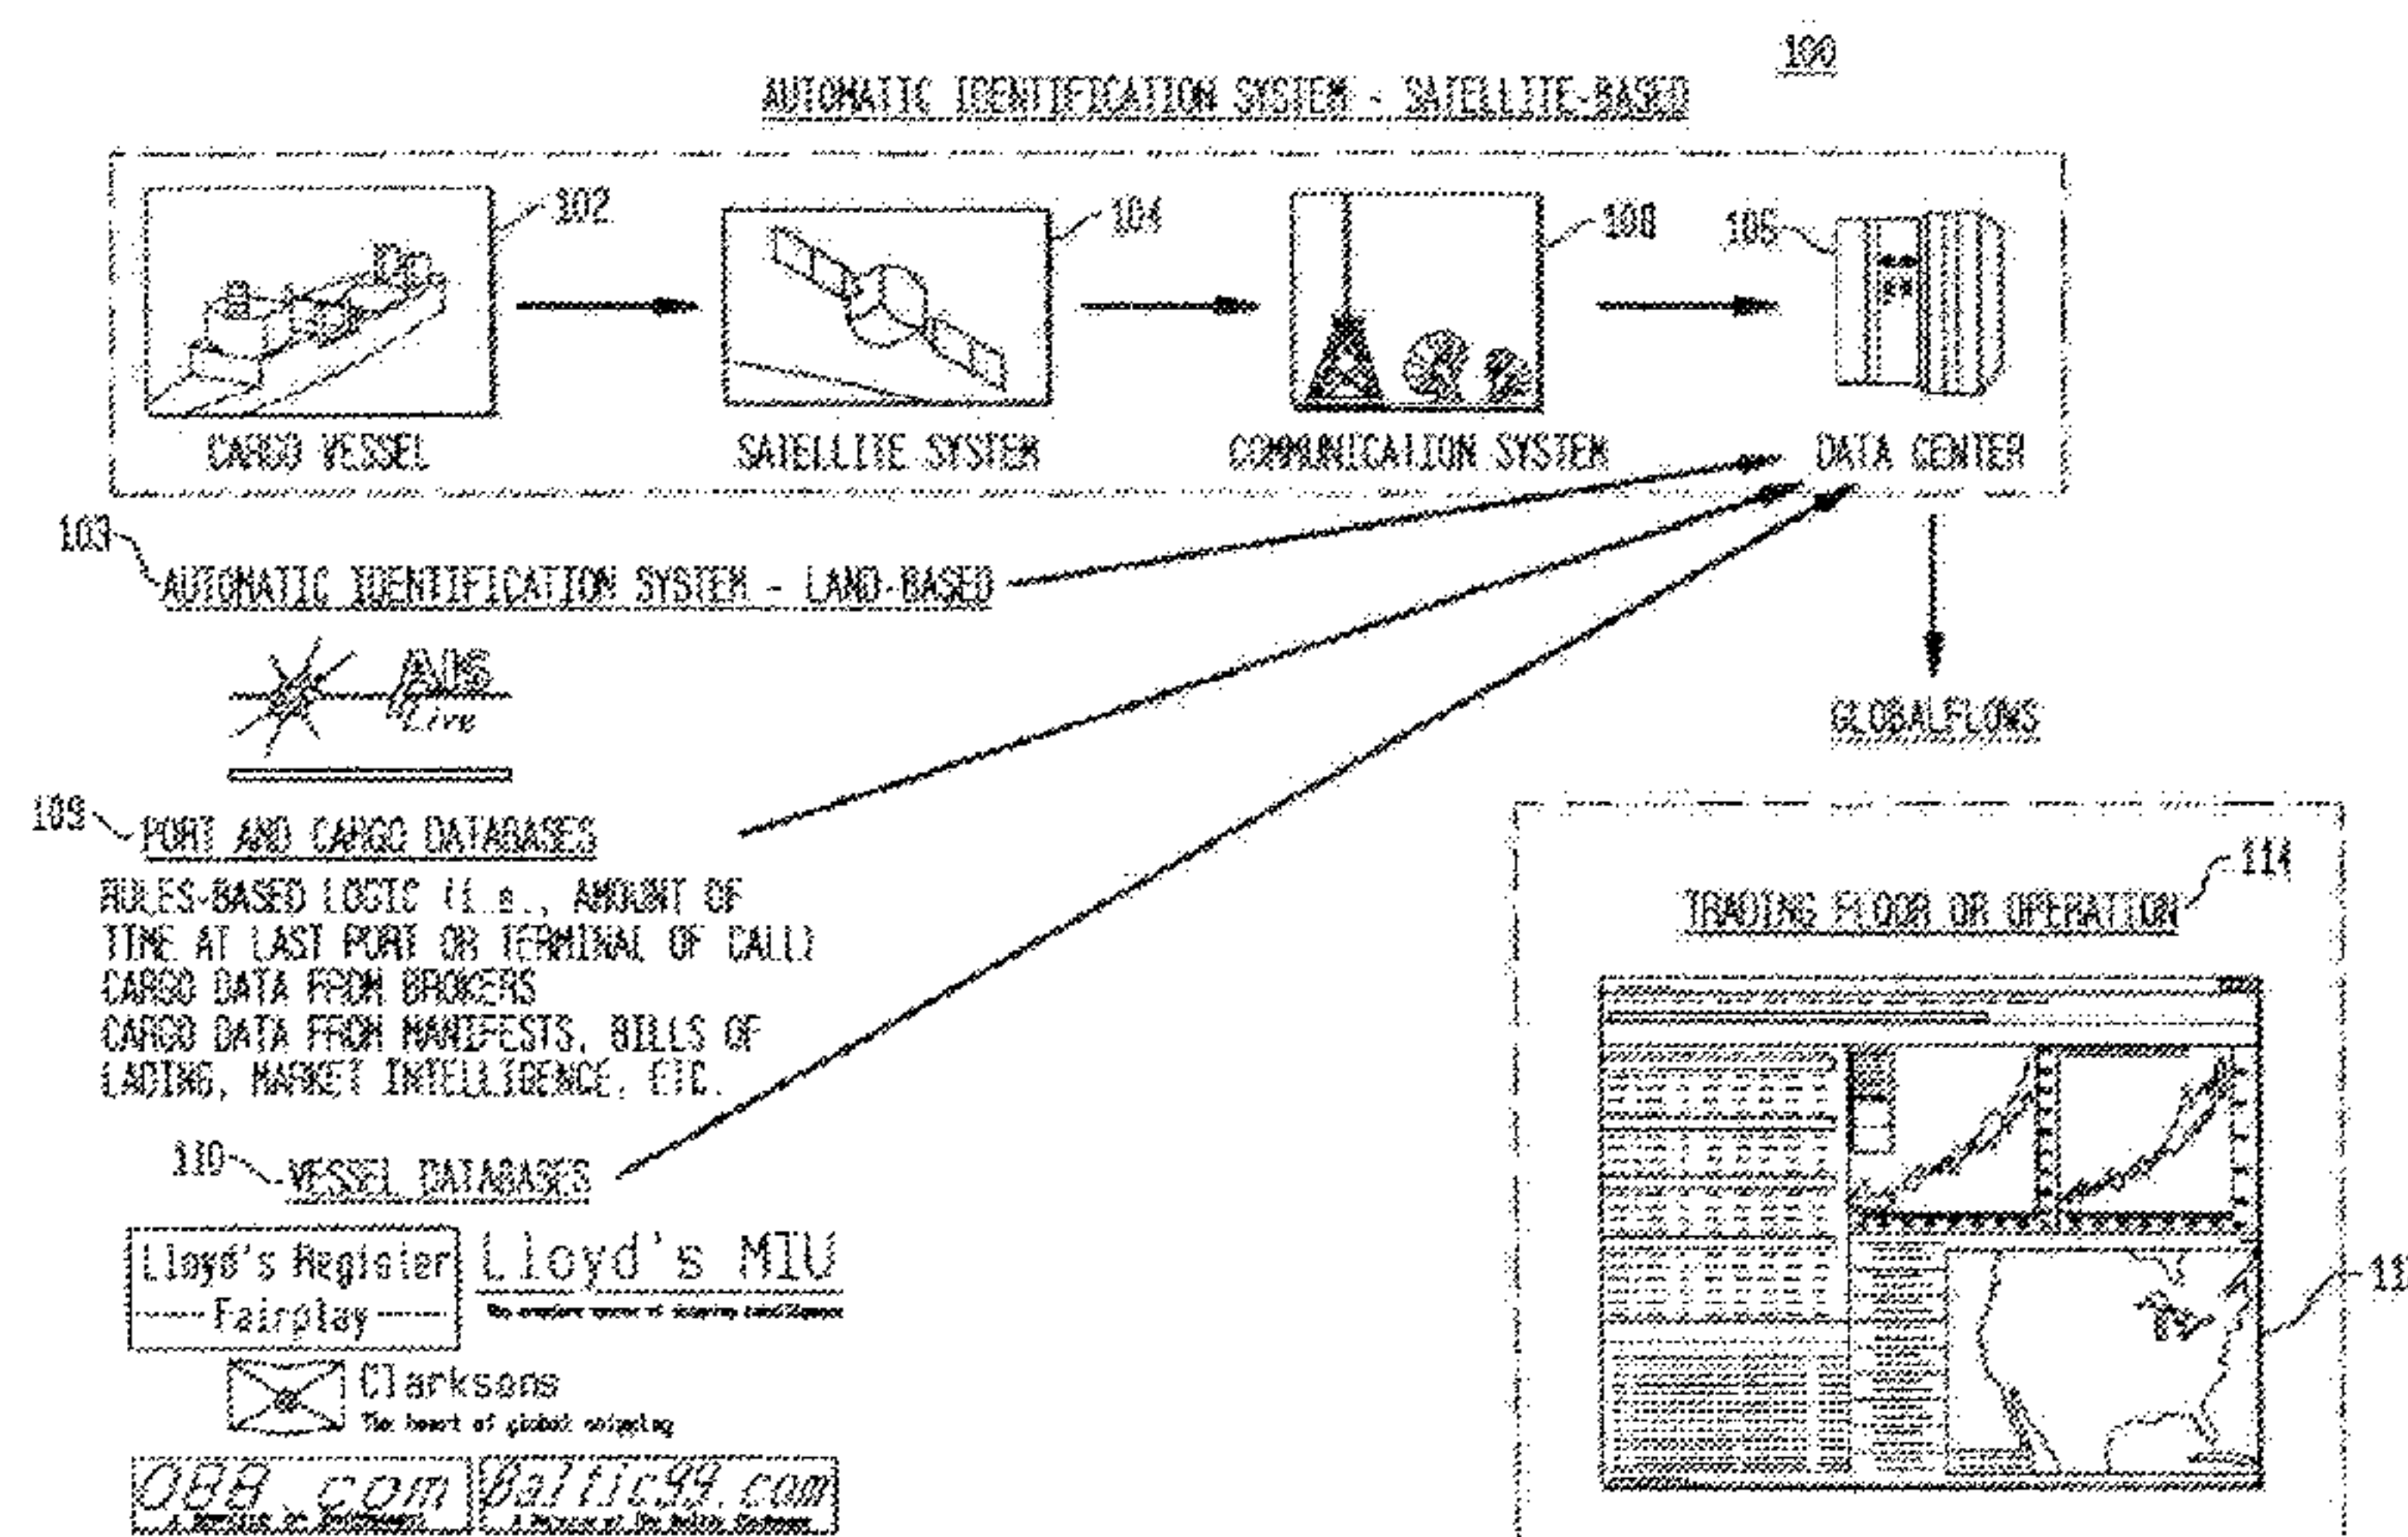 100
AUTOMATIC IDENTIFICATION SYSTEM - SATELLITE-BASED
102
104
108
106
CARGO VESSEL
SATELLITE SYSTEM
COMMUNICATION SYSTEM
DATA CENTER
103
AUTOMATIC IDENTIFICATION SYSTEM - LAND-BASED
AIS
Live
GLOBALFLOWS
109
PORT AND CARGO DATABASES
RULES-BASED LOGIC (i.e., AMOUNT OF
TIME AT LAST PORT OR TERMINAL OF CALL)
CARGO DATA FROM BROKERS
CARGO DATA FROM MANIFESTS, BILLS OF
LADING, MARKET INTELLIGENCE, ETC.
114
TRADING FLOOR OR OPERATION
110
VESSEL DATABASES
Lloyd's Register
Fairplay
Lloyd's MIU
Clarksons
The heart of global shipping
.com
Baltic99.com